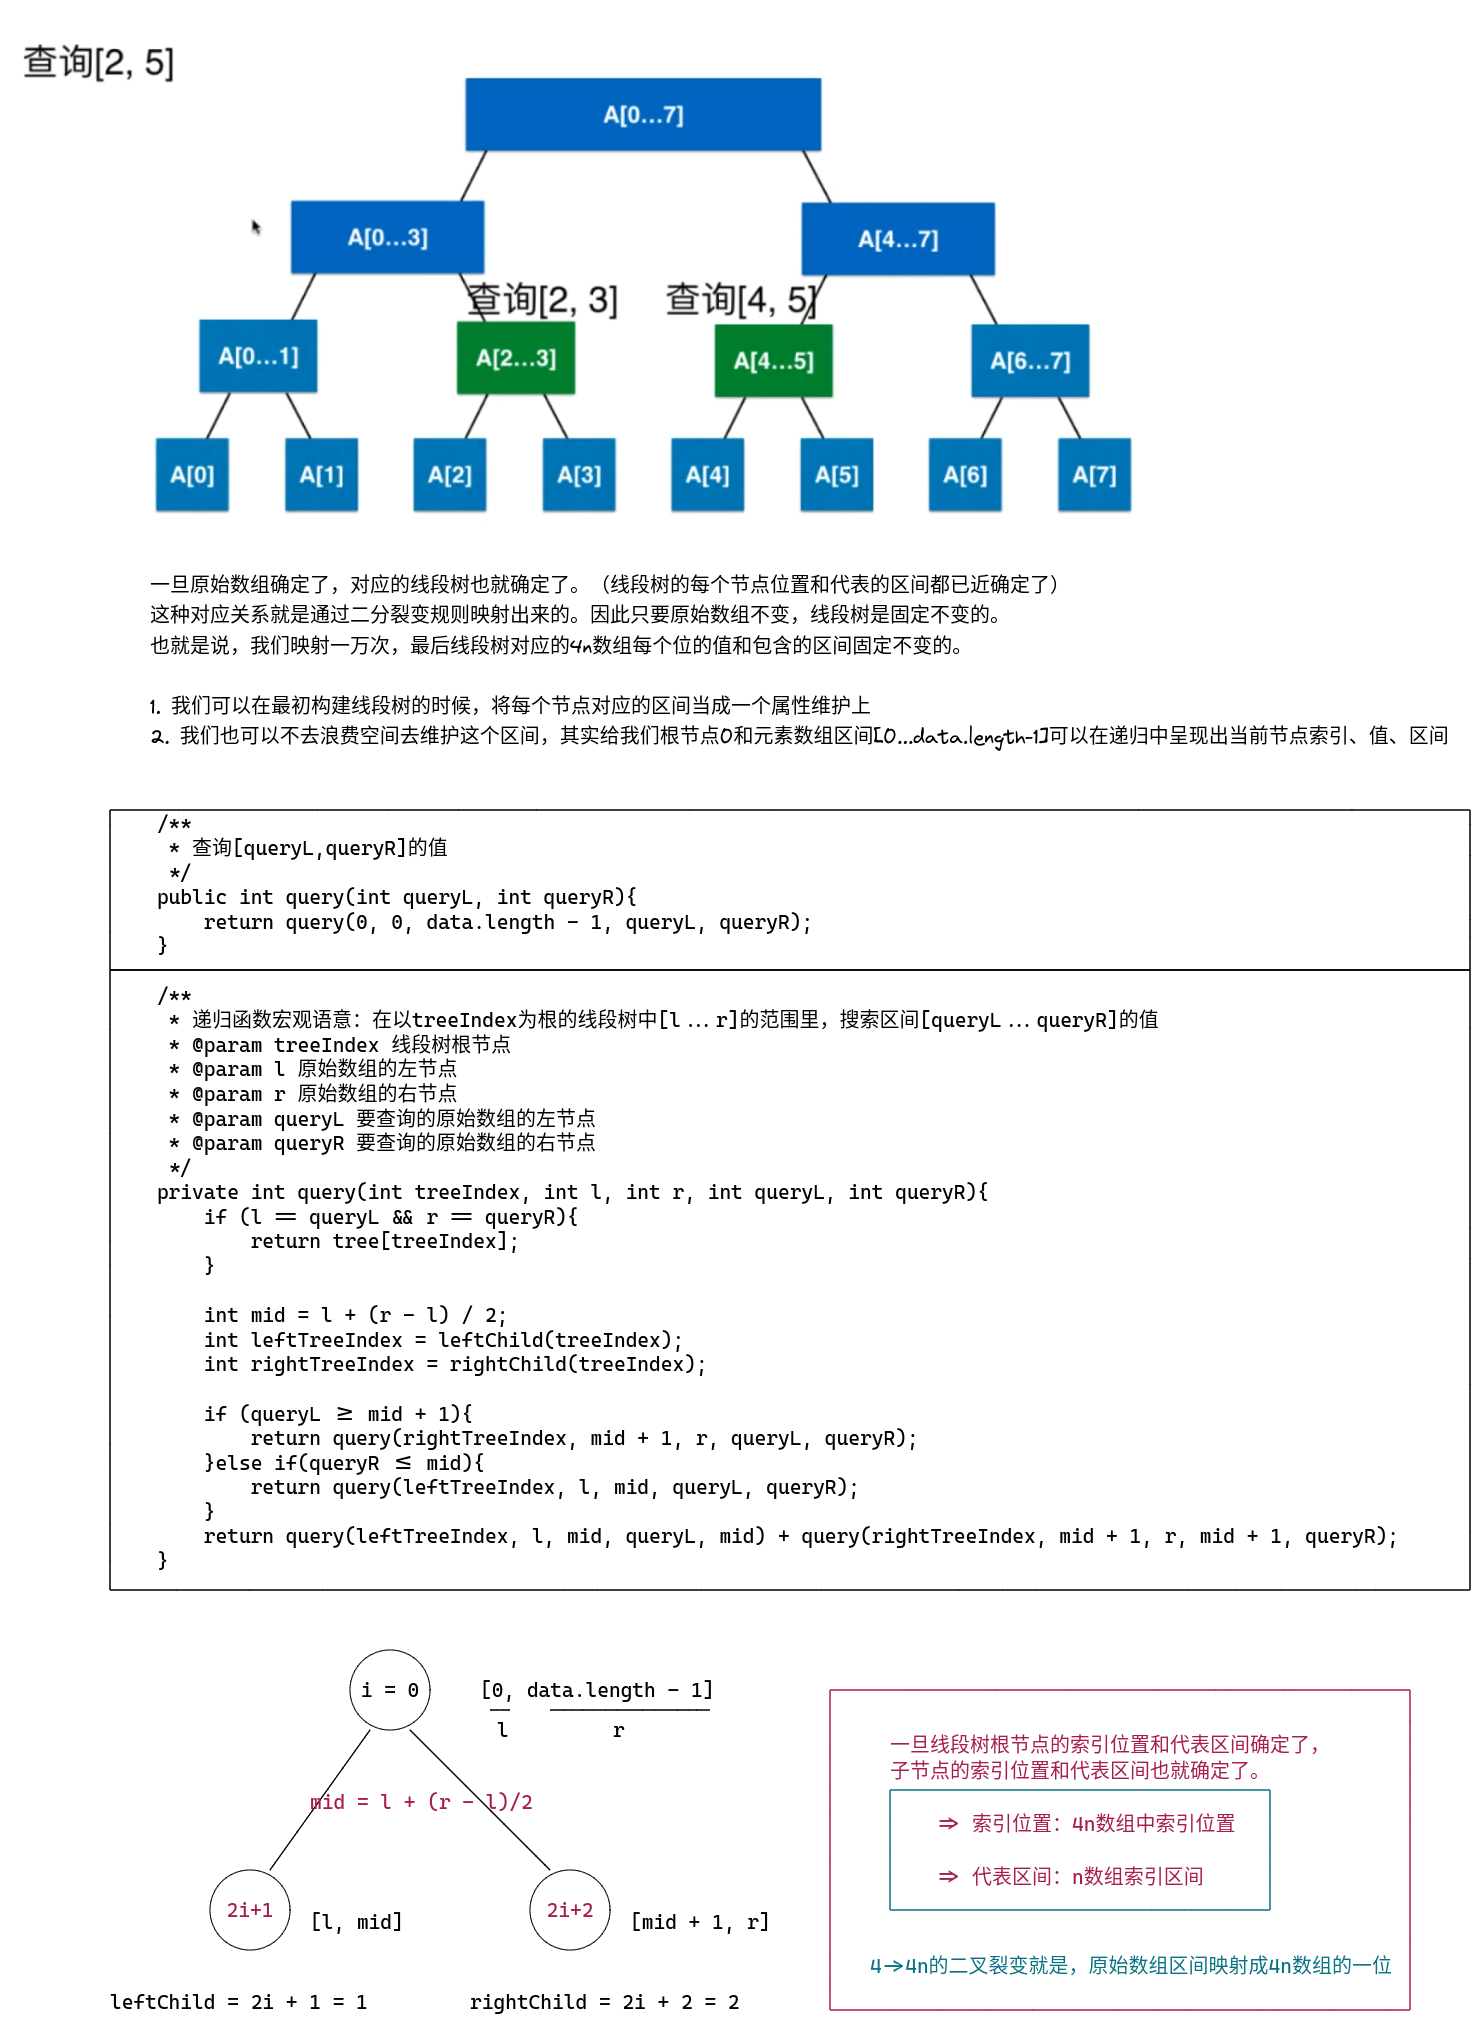 查询[2, 5]
A[0...7]
A[0...3]
A[4...7]
查询[2, 3]
查询[4, 5]
A[0...1]
A[2...3]
A[4...5]
A[6...7]
A[0]
A[1]
A[2]
A[3]
A[4]
A[5]
A[6]
A[7]
一旦原始数组确定了，对应的线段树也就确定了。（线段树的每个节点位置和代表的区间都已近确定了）
这种对应关系就是通过二分裂变规则映射出来的。因此只要原始数组不变，线段树是固定不变的。
也就是说，我们映射一万次，最后线段树对应的4n数组每个位的值和包含的区间固定不变的。
1. 我们可以在最初构建线段树的时候，将每个节点对应的区间当成一个属性维护上
2. 我们也可以不去浪费空间去维护这个区间，其实给我们根节点0和元素数组区间[0...data.length-1]可以在递归中呈现出当前节点索引、值、区间
/**
 * 查询[queryL,queryR]的值
 */
public int query(int queryL, int queryR){
    return query(0, 0, data.length - 1, queryL, queryR);
}
/**
 * 递归函数宏观语意：在以treeIndex为根的线段树中[l...r]的范围里，搜索区间[queryL...queryR]的值
 * @param treeIndex 线段树根节点
 * @param l 原始数组的左节点
 * @param r 原始数组的右节点
 * @param queryL 要查询的原始数组的左节点
 * @param queryR 要查询的原始数组的右节点
 */
private int query(int treeIndex, int l, int r, int queryL, int queryR){
    if (l == queryL && r == queryR){
        return tree[treeIndex];
    }
    int mid = l + (r - l) / 2;
    int leftTreeIndex = leftChild(treeIndex);
    int rightTreeIndex = rightChild(treeIndex);
    if (queryL ≥ mid + 1){
        return query(rightTreeIndex, mid + 1, r, queryL, queryR);
    }else if(queryR ≤ mid){
        return query(leftTreeIndex, l, mid, queryL, queryR);
    }
    return query(leftTreeIndex, l, mid, queryL, mid) + query(rightTreeIndex, mid + 1, r, mid + 1, queryR);
}
i = 0
[0, data.length - 1]
l
r
mid = l + (r - l)/2
2i+1
[l, mid]
2i+2
[mid + 1, r]
leftChild = 2i + 1 = 1
rightChild = 2i + 2 = 2
一旦线段树根节点的索引位置和代表区间确定了，
子节点的索引位置和代表区间也就确定了。
⇒ 索引位置：4n数组中索引位置
⇒ 代表区间：n数组索引区间
4→4n的二叉裂变就是，原始数组区间映射成4n数组的一位